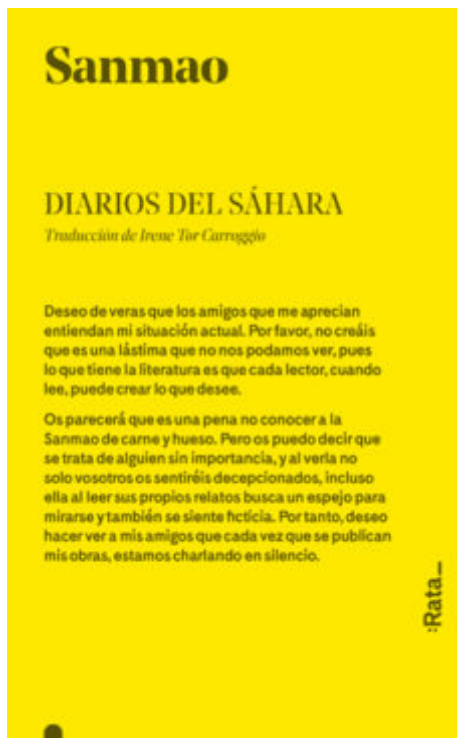 Sanmao
DIARIOS DEL SÁHARA
Traducción de Irene Tor Carroggio
Deseo de veras que los amigos que me aprecian
entiendan mi situación actual. Por favor, no creáis
que es una lástima que no nos podamos ver, pues
lo que tiene la literatura es que cada lector, cuando
lee, puede crear lo que desee.
Os parecerá que es una pena no conocer a la
Sanmao de carne y hueso. Pero os puedo decir que
se trata de alguien sin importancia, y al verla no
solo vosotros os sentiréis decepcionados, incluso
ella al leer sus propios relatos busca un espejo para
mirarse y también se siente ficticia. Por tanto, deseo
hacer ver a mis amigos que cada vez que se publican
mis obras, estamos charlando en silencio.
:Rata_